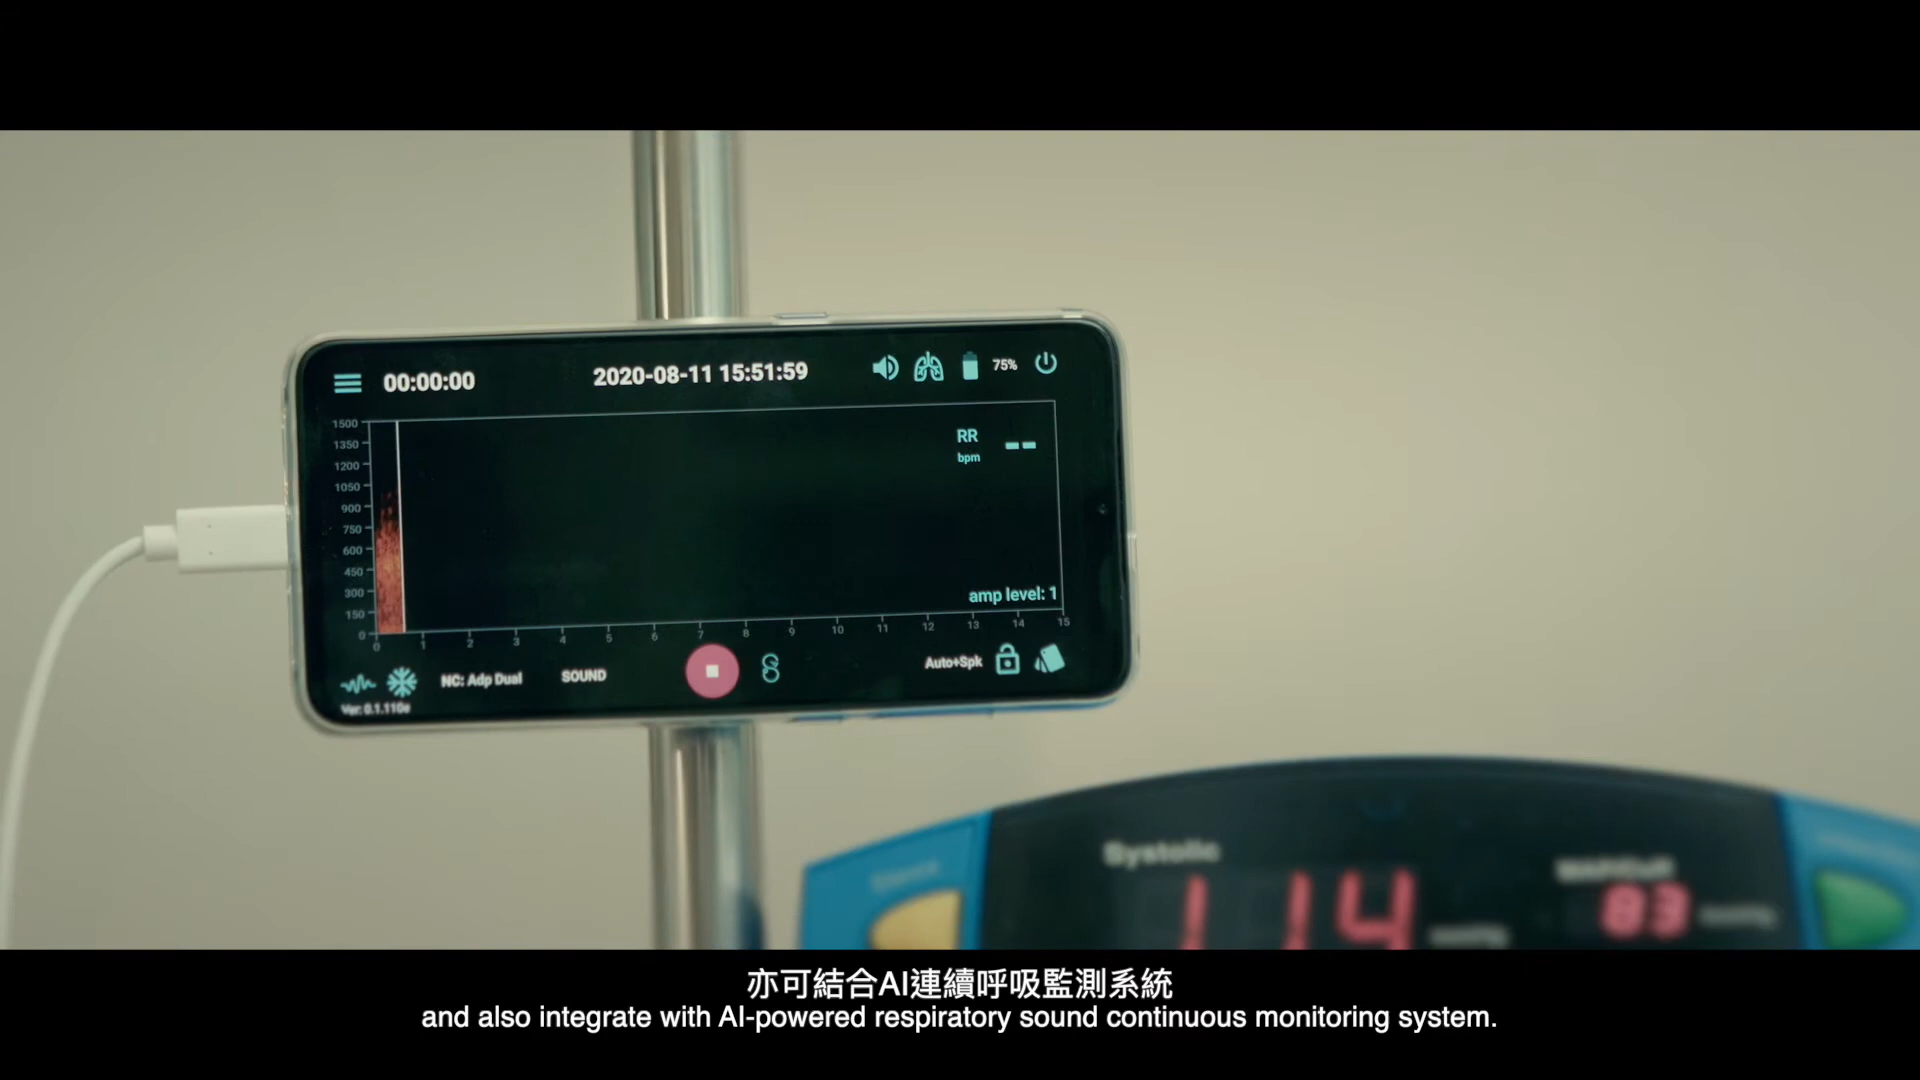 00:00:00
2020-08-11 15:51:59
75%
1500
1350
1200
1050
900
750
600
450
300
150
0
RR
bpm
--
amp level: 1
0 1 2 3 4 5 6 7 8 9 10 11 12 13 14 15
NC: Adp Dual
SOUND
Auto+Spk
Ver: 0.1.110e
Systolic
114
83
亦可結合AI連續呼吸監測系統
and also integrate with AI-powered respiratory sound continuous monitoring system.